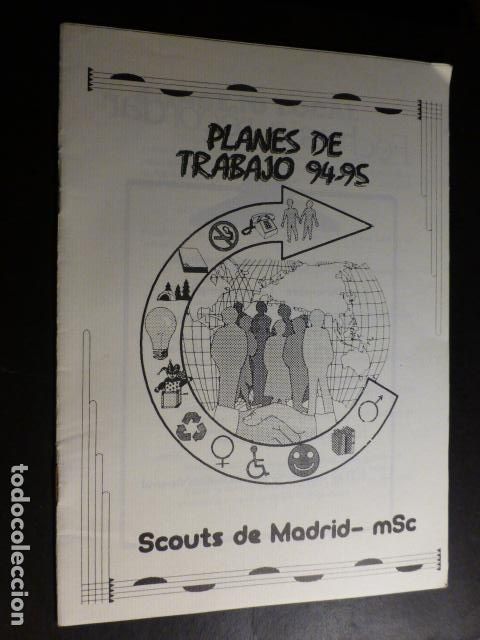 PLANES DE
TRABAJO 94-95
Scouts de Madrid- mSc
todocoleccion